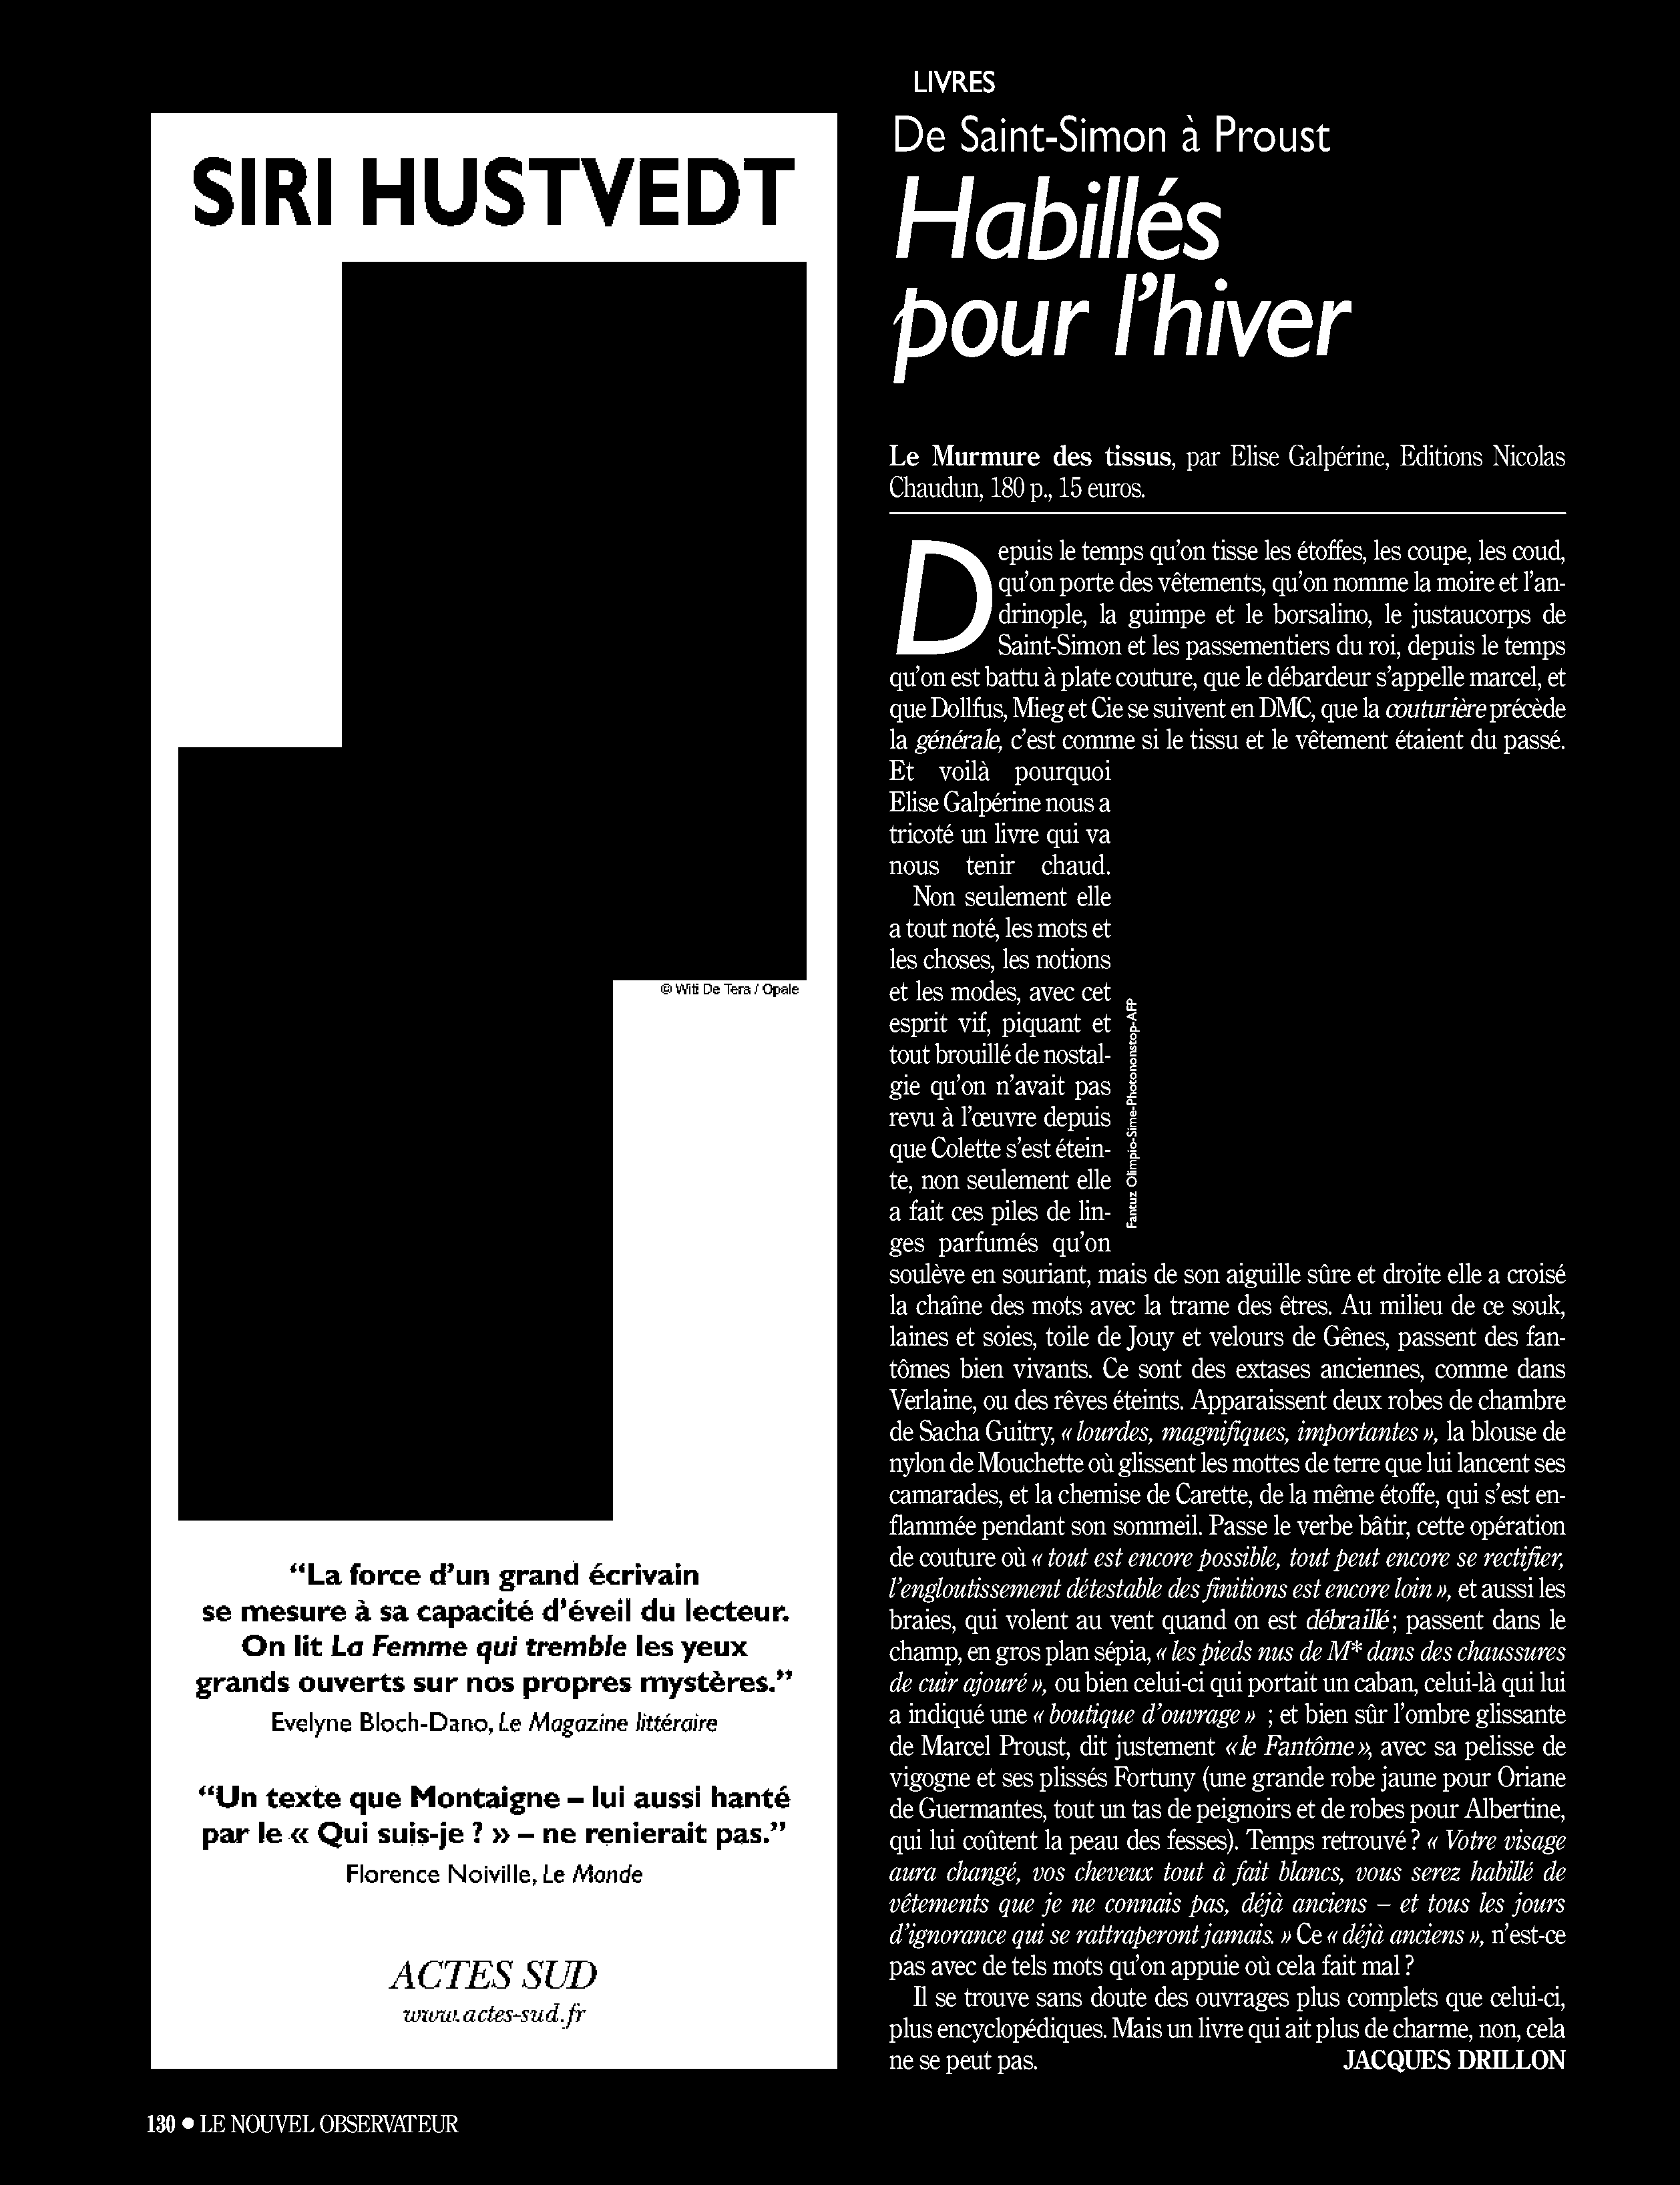 SIRI HUSTVEDT
© Witi De Tera / Opale
“La force d’un grand écrivain
se mesure à sa capacité d’éveil du lecteur.
On lit La Femme qui tremble les yeux
grands ouverts sur nos propres mystères.”
Evelyne Bloch-Dano, Le Magazine littéraire
“Un texte que Montaigne – lui aussi hanté
par le « Qui suis-je ? » – ne renierait pas.”
Florence Noiville, Le Monde
ACTES SUD
www.actes-sud.fr
LIVRES
De Saint-Simon à Proust
Habillés
pour l’hiver
Le Murmure des tissus, par Elise Galpérine, Editions Nicolas
Chaudun, 180 p., 15 euros.
Depuis le temps qu’on tisse les étoffes, les coupe, les coud,
qu’on porte des vêtements, qu’on nomme la moire et l’an-
drinople, la guimpe et le borsalino, le justaucorps de
Saint-Simon et les passementiers du roi, depuis le temps
qu’on est battu à plate couture, que le débardeur s’appelle marcel, et
que Dollfus, Mieg et Cie se suivent en DMC, que la couturière précède
la générale, c’est comme si le tissu et le vêtement étaient du passé.
Et voilà pourquoi
Elise Galpérine nous a
tricoté un livre qui va
nous tenir chaud.
Non seulement elle
a tout noté, les mots et
les choses, les notions
et les modes, avec cet
esprit vif, piquant et
tout brouillé de nostal-
gie qu’on n’avait pas
revu à l’œuvre depuis
que Colette s’est étein-
te, non seulement elle
a fait ces piles de lin-
ges parfumés qu’on
Fantuz Olimpio-Sime-Photononstop-AFP
soulève en souriant, mais de son aiguille sûre et droite elle a croisé
la chaîne des mots avec la trame des êtres. Au milieu de ce souk,
laines et soies, toile de Jouy et velours de Gênes, passent des fan-
tômes bien vivants. Ce sont des extases anciennes, comme dans
Verlaine, ou des rêves éteints. Apparaissent deux robes de chambre
de Sacha Guitry, « lourdes, magnifiques, importantes », la blouse de
nylon de Mouchette où glissent les mottes de terre que lui lancent ses
camarades, et la chemise de Carette, de la même étoffe, qui s’est en-
flammée pendant son sommeil. Passe le verbe bâtir, cette opération
de couture où « tout est encore possible, tout peut encore se rectifier,
l’engloutissement détestable des finitions est encore loin », et aussi les
braies, qui volent au vent quand on est débraillé ; passent dans le
champ, en gros plan sépia, « les pieds nus de M* dans des chaussures
de cuir ajouré », ou bien celui-ci qui portait un caban, celui-là qui lui
a indiqué une « boutique d’ouvrage » ; et bien sûr l’ombre glissante
de Marcel Proust, dit justement « le Fantôme », avec sa pelisse de
vigogne et ses plissés Fortuny (une grande robe jaune pour Oriane
de Guermantes, tout un tas de peignoirs et de robes pour Albertine,
qui lui coûtent la peau des fesses). Temps retrouvé ? « Votre visage
aura changé, vos cheveux tout à fait blancs, vous serez habillé de
vêtements que je ne connais pas, déjà anciens – et tous les jours
d’ignorance qui se rattraperont jamais. » Ce « déjà anciens », n’est-ce
pas avec de tels mots qu’on appuie où cela fait mal ?
Il se trouve sans doute des ouvrages plus complets que celui-ci,
plus encyclopédiques. Mais un livre qui ait plus de charme, non, cela
ne se peut pas. JACQUES DRILLON
130 • LE NOUVEL OBSERVATEUR